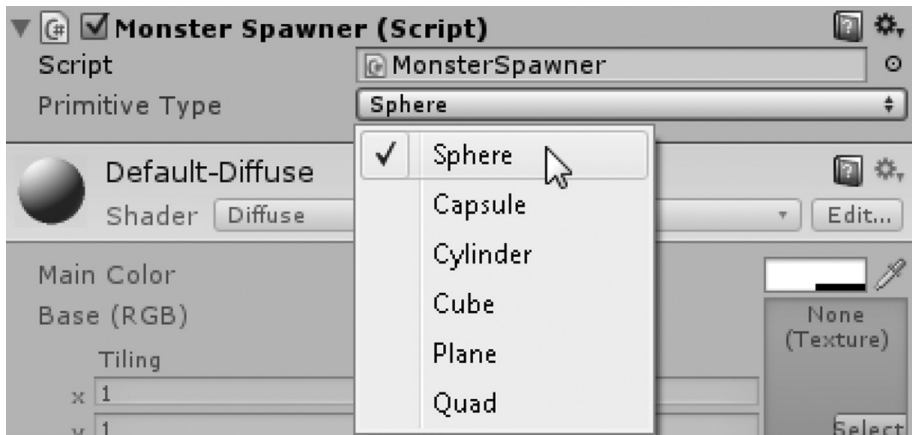 Monster Spawner (Script)
Script MonsterSpawner
Primitive Type Sphere
Sphere
Capsule
Cylinder
Cube
Plane
Quad
Default-Diffuse
Shader Diffuse Edit...
Main Color
Base (RGB)
None
(Texture)
Tiling
x 1
y 1
Select